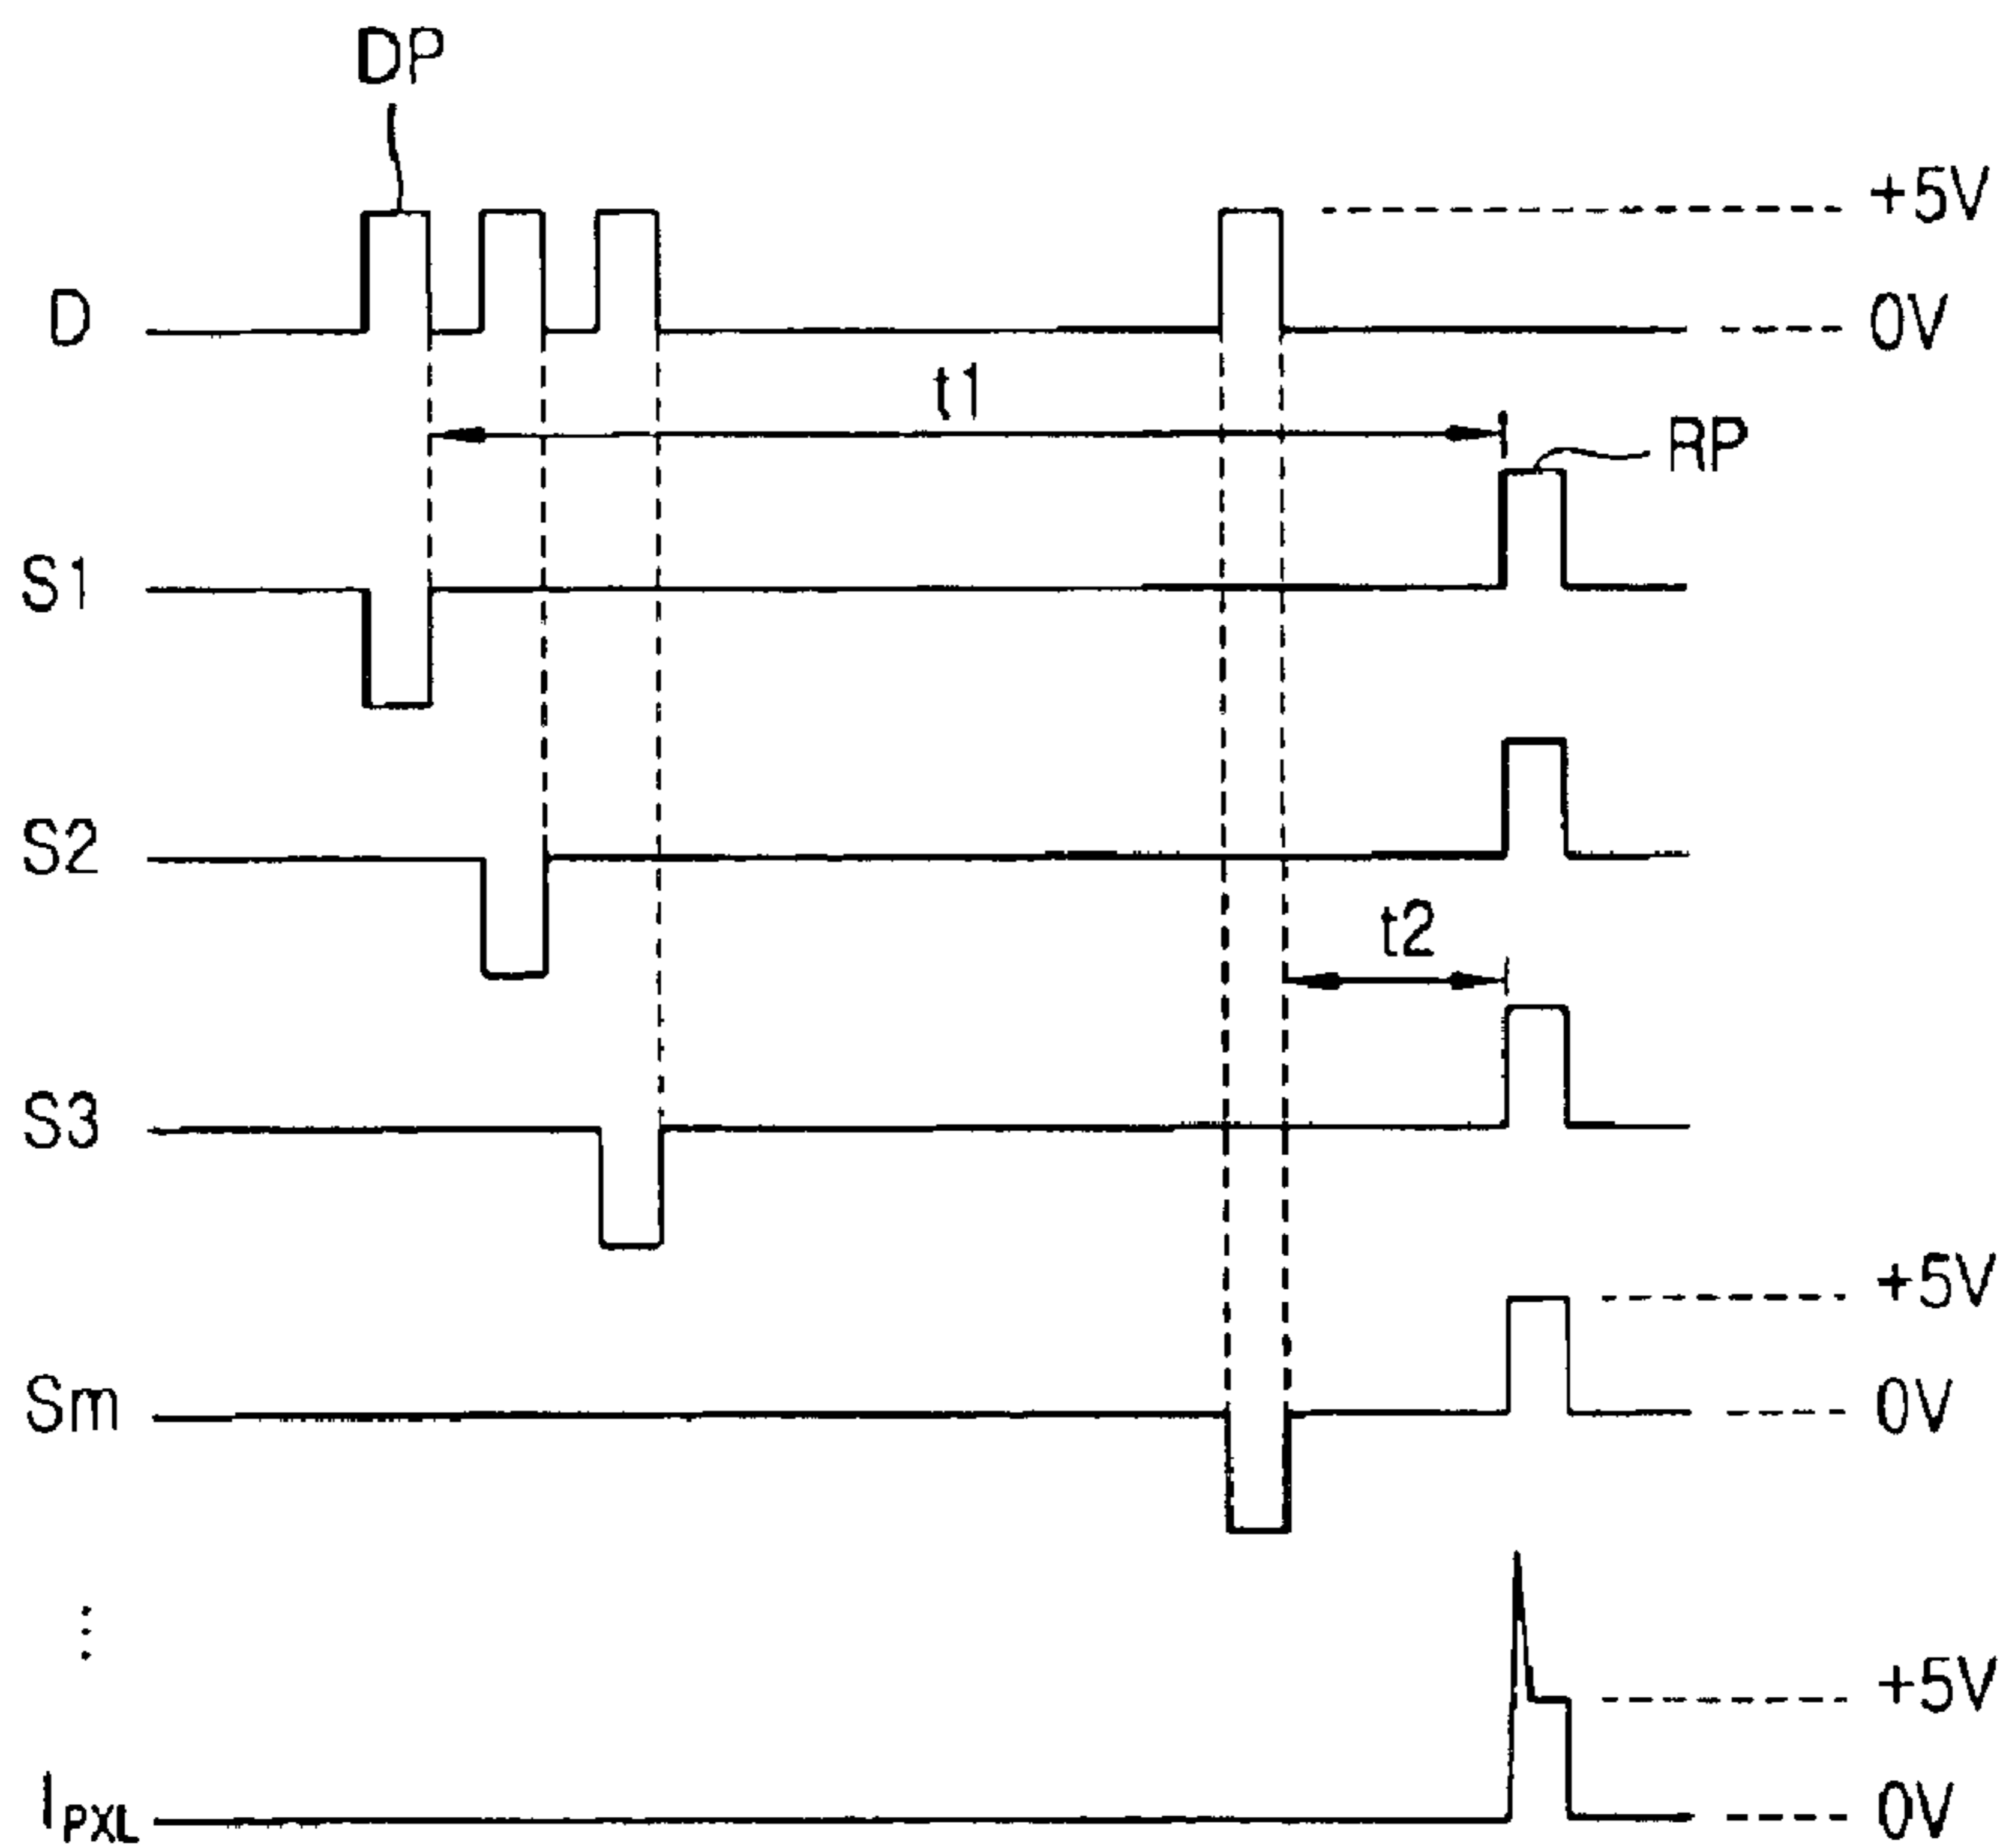 DP
+5V
D
0V
t1
RP
S1
S2
t2
S3
+5V
Sm
0V
⋮
+5V
IPXL
0V